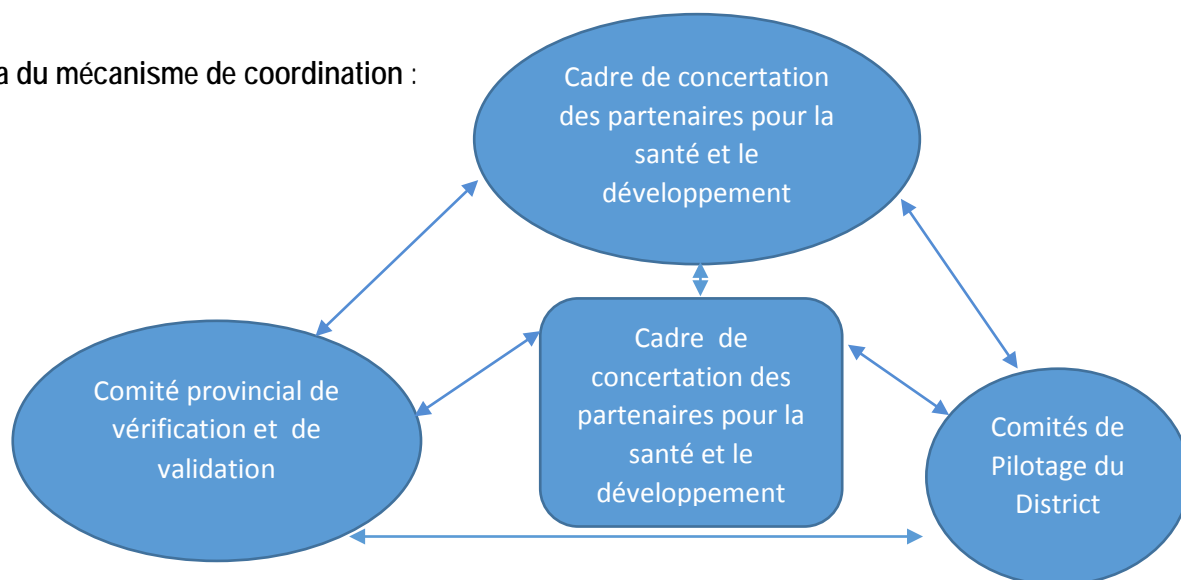 a du mécanisme de coordination :
Cadre de concertation
des partenaires pour la
santé et le
développement
Cadre de
concertation des
partenaires pour la
santé et le
développement
Comité provincial de
vérification et de
validation
Comités de
Pilotage du
District